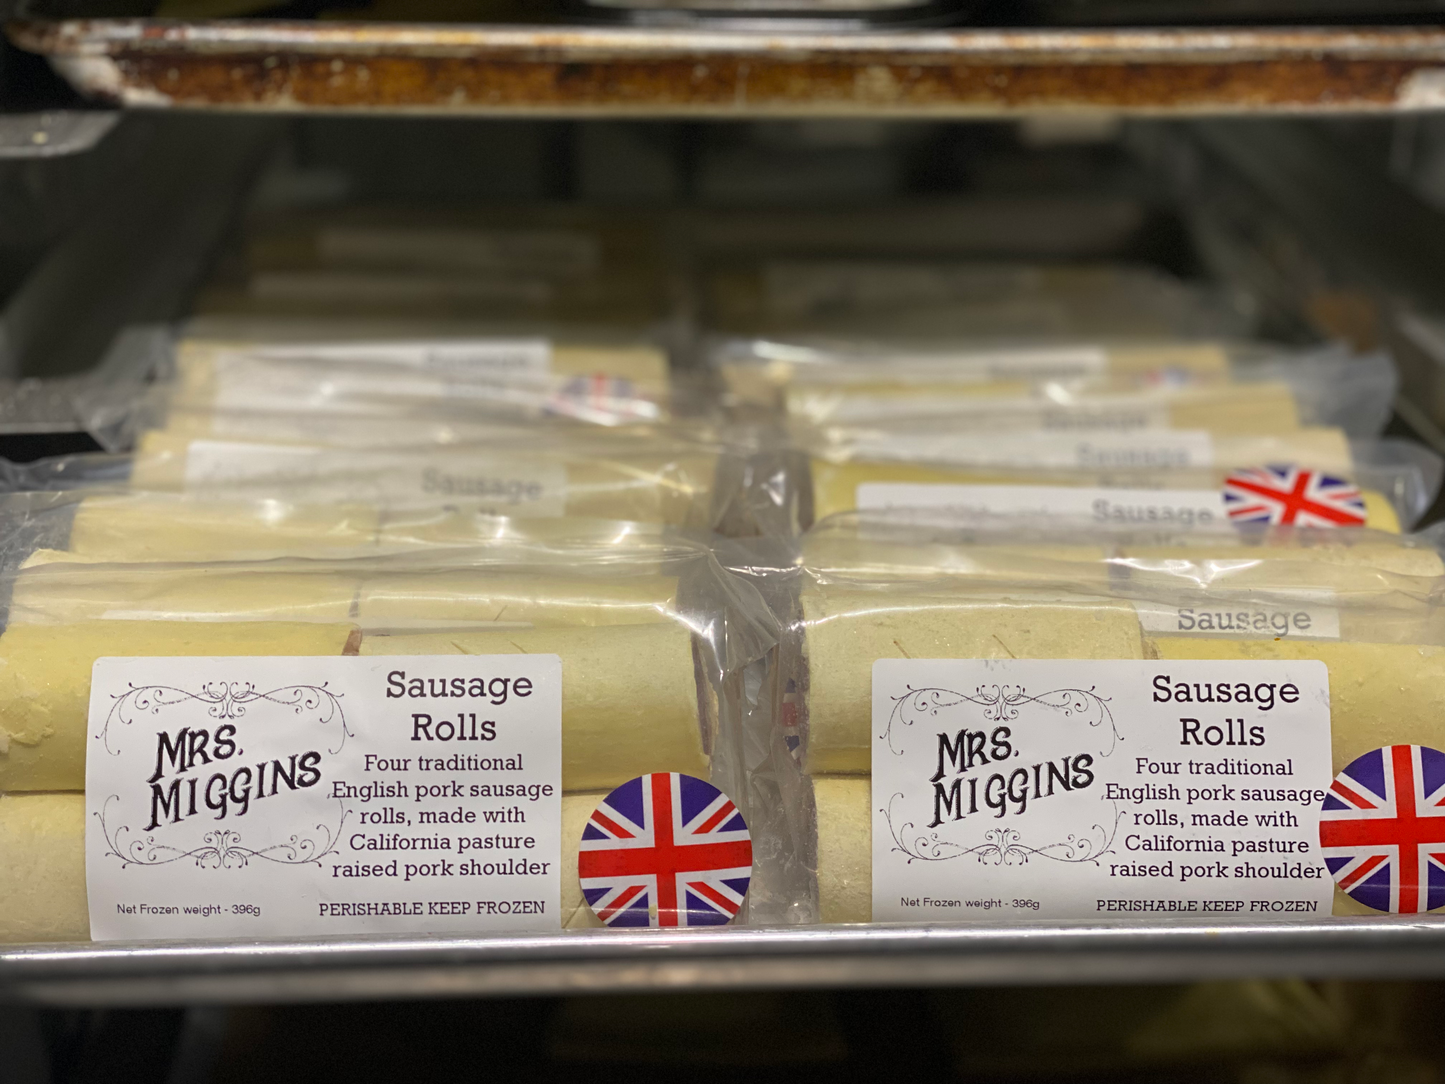 Sausage
Sausage
Sausage
Sausage
Sausage
MRS.
MIGGINS
Sausage
Rolls
Four traditional
English pork sausage
rolls, made with
California pasture
raised pork shoulder
Net Frozen weight - 396g
PERISHABLE KEEP FROZEN
MRS.
MIGGINS
Sausage
Rolls
Four traditional
English pork sausage
rolls, made with
California pasture
raised pork shoulder
Net Frozen weight - 396g
PERISHABLE KEEP FROZEN